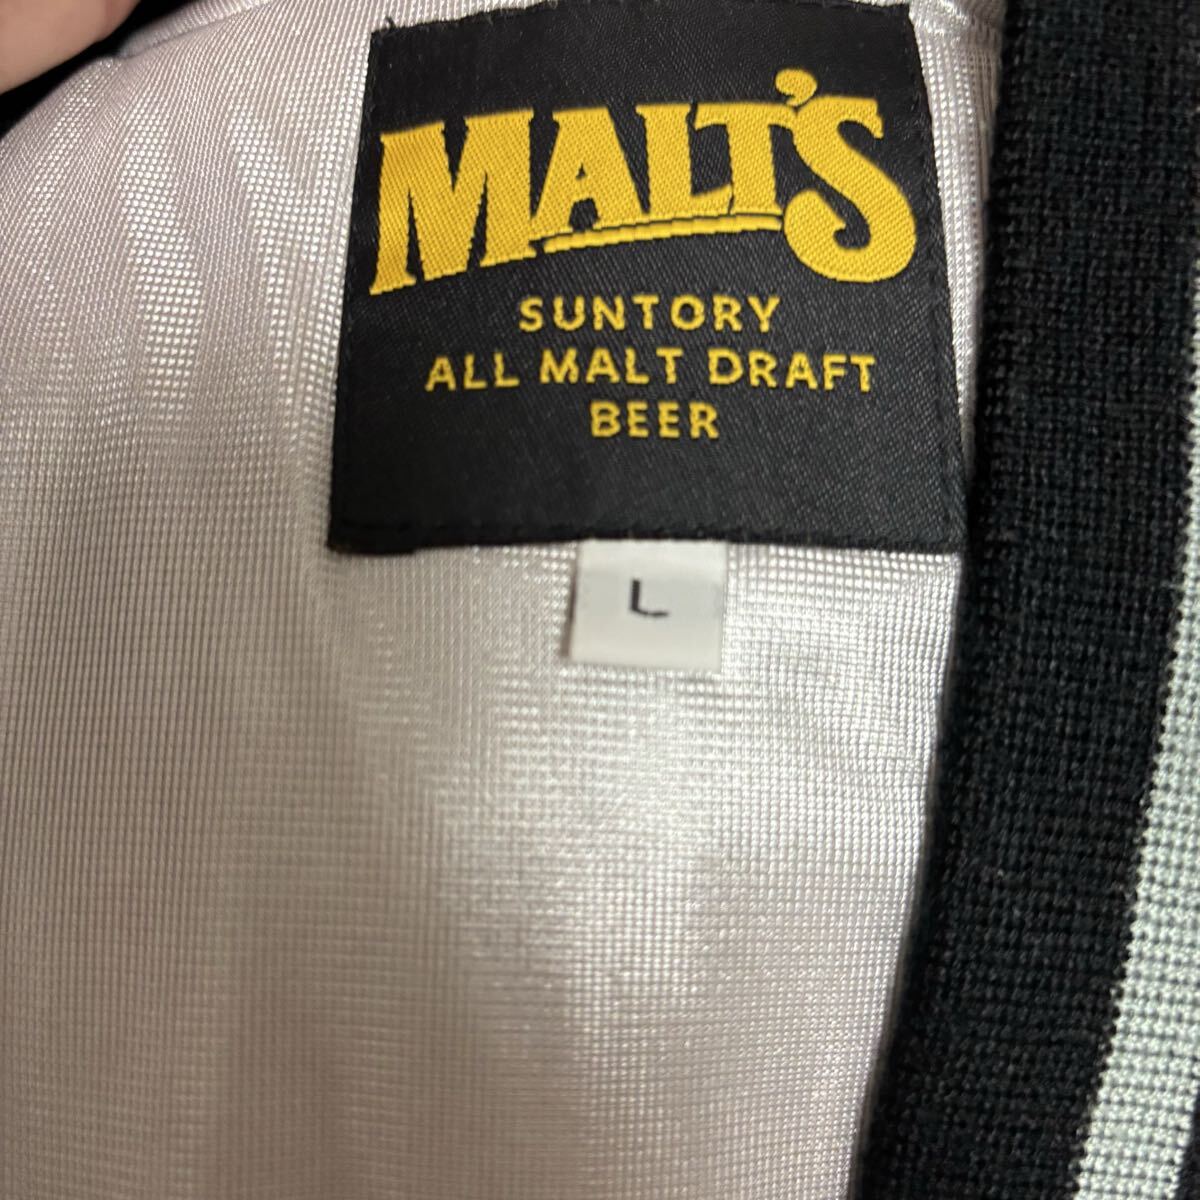 MALT'S
SUNTORY
ALL MALT DRAFT
BEER
L